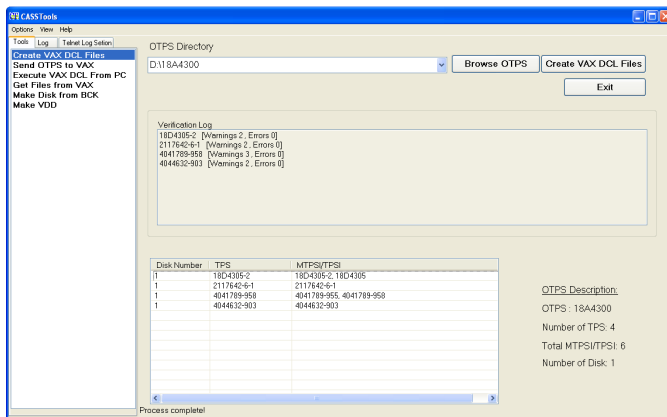 CASSTools
Options View Help
Tools Log Telnet Log Setion
Create VAX DCL Files
Send OTPS to VAX
Execute VAX DCL From PC
Get Files from VAX
Make Disk from BCK
Make VDD
OTPS Directory
D:\18A4300
Browse OTPS
Create VAX DCL Files
Exit
Verification Log
18D4305-2 [Warnings 2 , Errors 0]
2117642-6-1 [Warnings 2 , Errors 0]
4041789-958 [Warnings 3 , Errors 0]
4044632-903 [Warnings 2 , Errors 0]
Disk Number TPS MTPSI/TPSI
1 18D4305-2 18D4305-2, 18D4305
1 2117642-6-1 2117642-6-1
1 4041789-958 4041789-955, 4041789-958
1 4044632-903 4044632-903
OTPS Description:
OTPS : 18A4300
Number of TPS: 4
Total MTPSI/TPSI: 6
Number of Disk: 1
Process complete!